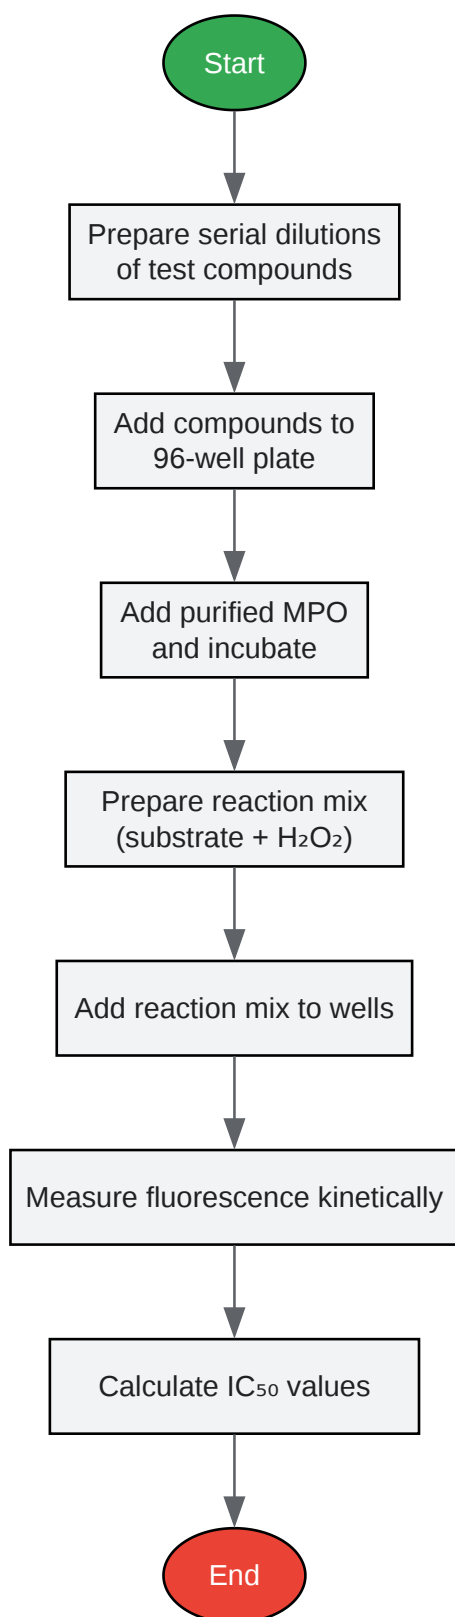 Start
Prepare serial dilutions
of test compounds
Add compounds to
96-well plate
Add purified MPO
and incubate
Prepare reaction mix
(substrate + H₂O₂)
Add reaction mix to wells
Measure fluorescence kinetically
Calculate IC₅₀ values
End